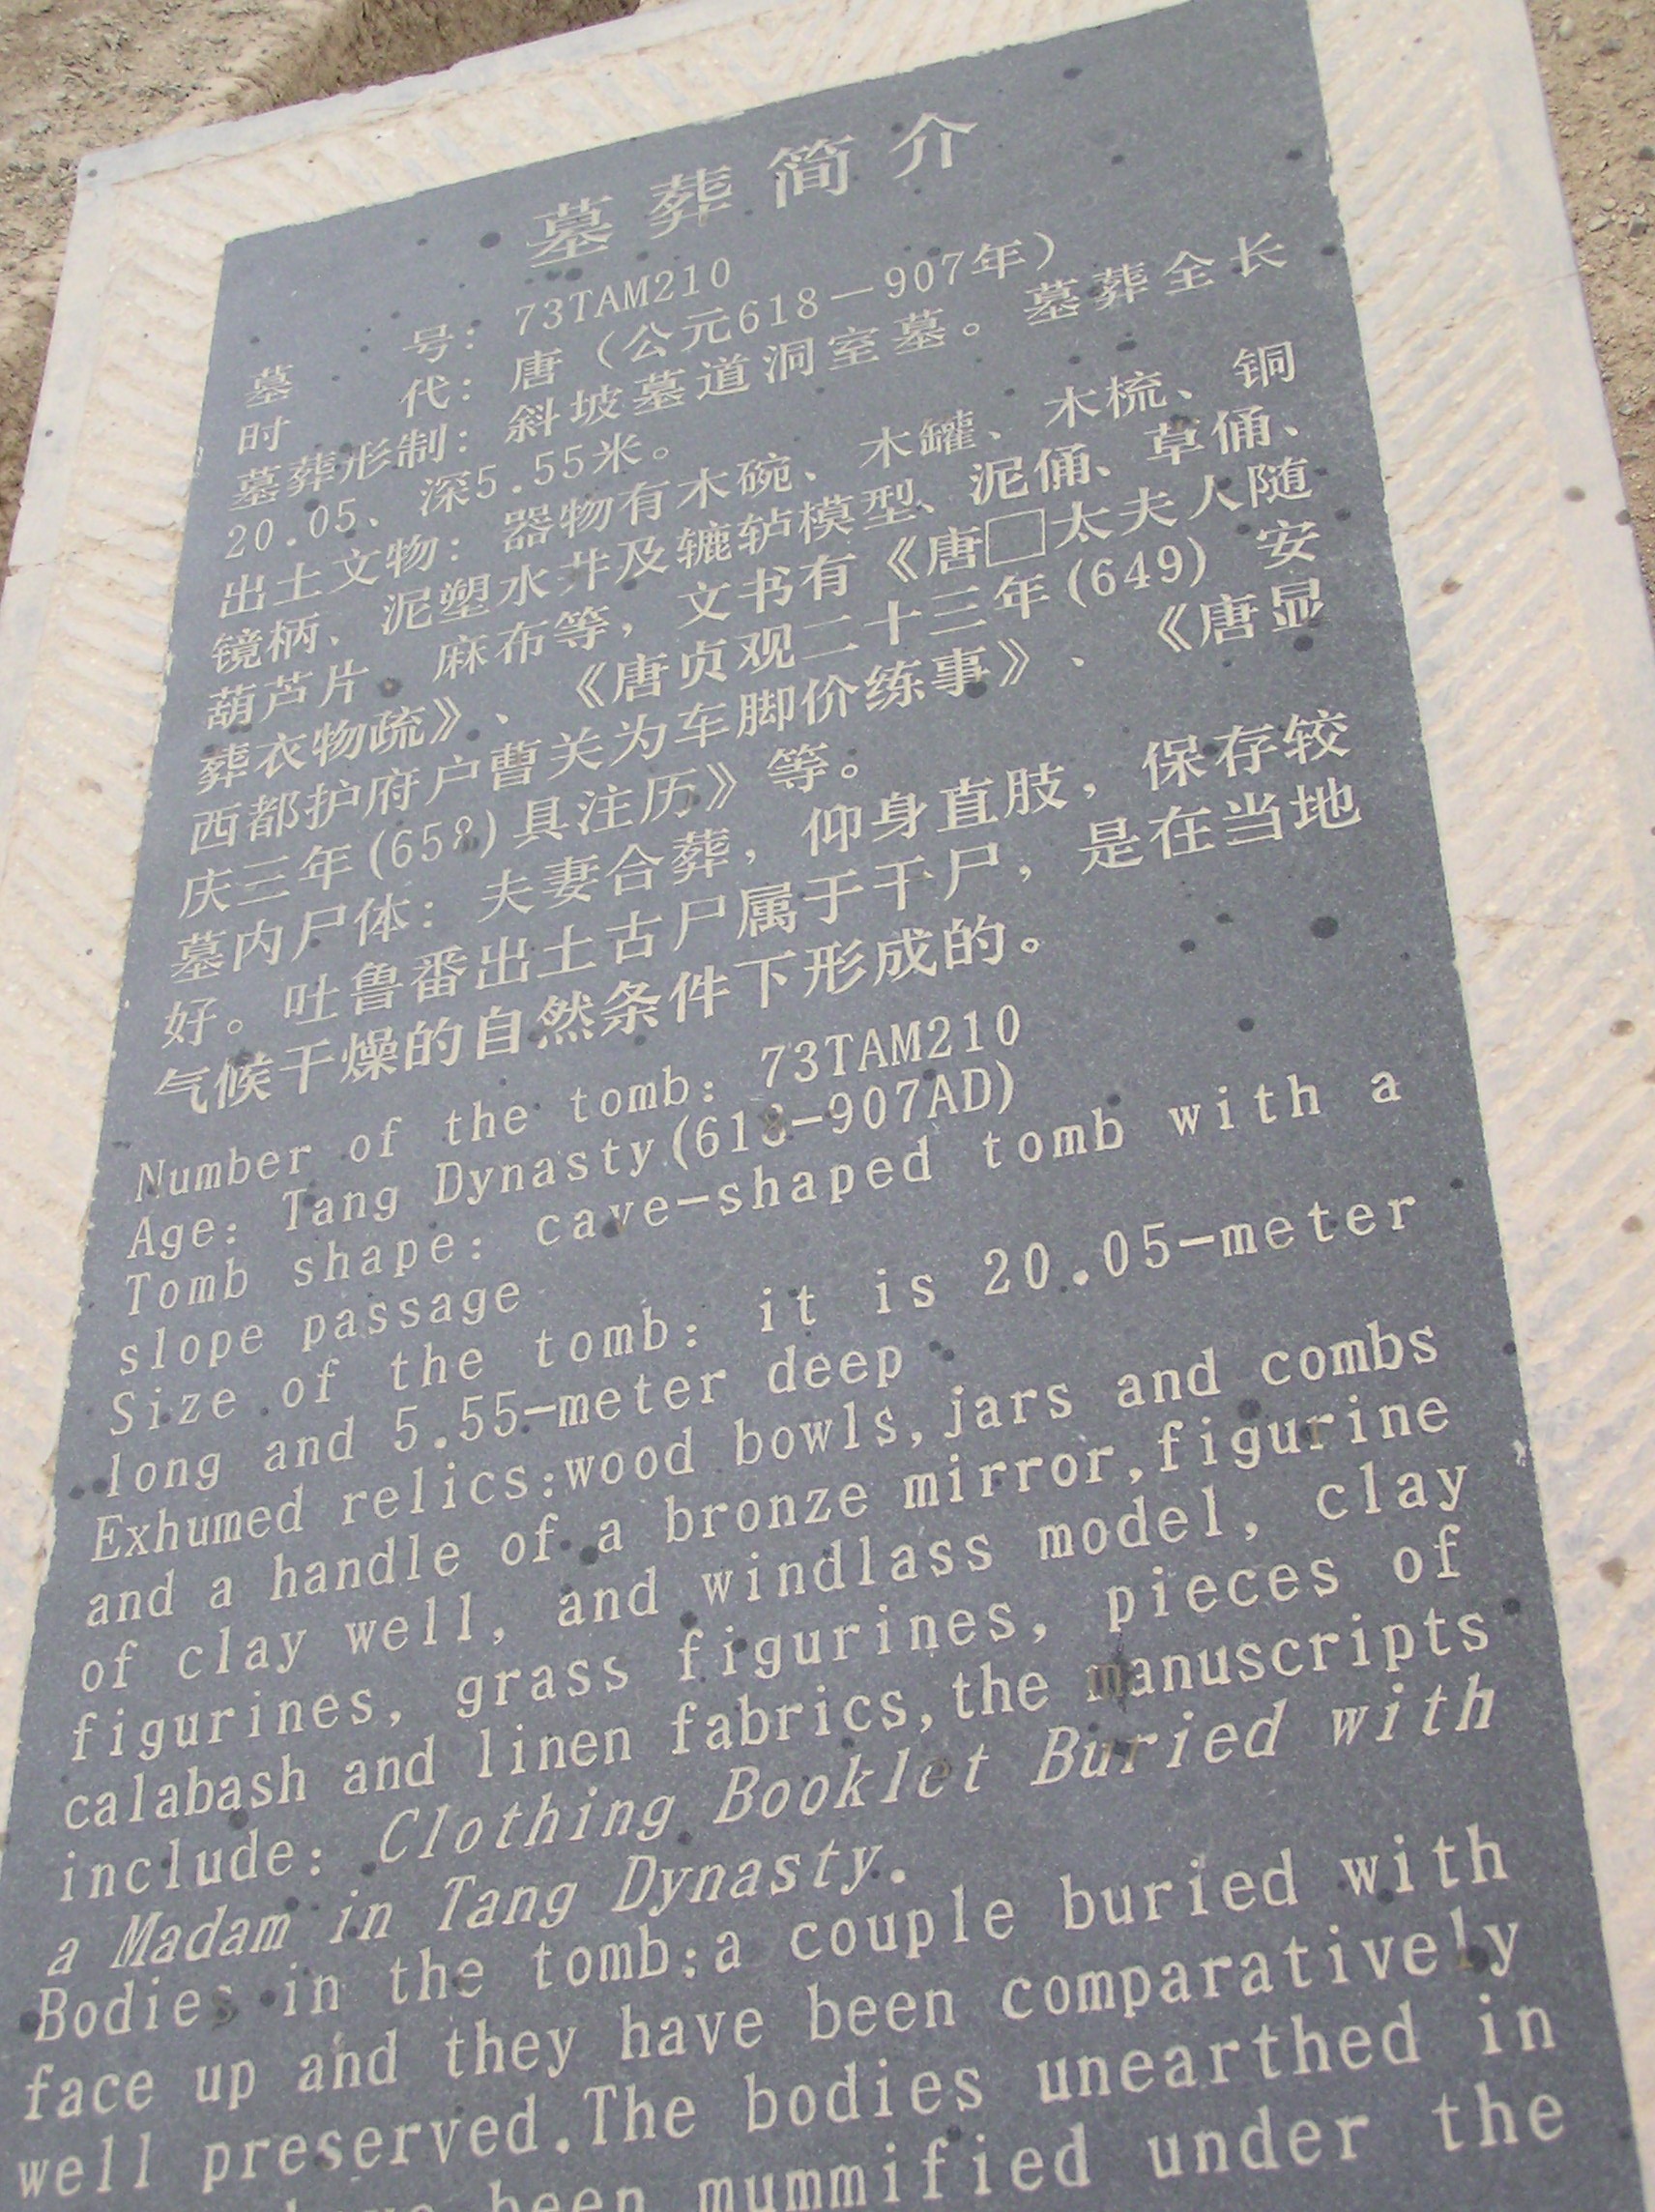 墓葬简介
墓 号：73TAM210
时 代：唐（公元618－907年）
墓葬形制：斜坡墓道洞室墓。墓葬全长
20.05、深5.55米。
出土文物：器物有木碗、木罐、木梳、铜
镜柄、泥塑水井及辘轳模型、泥俑、草俑、
葫芦片、麻布等，文书有《唐□太夫人随
葬衣物疏》、《唐贞观二十三年(649) 安
西都护府户曹关为车脚价练事》、《唐显
庆三年(658)具注历》等。
墓内尸体：夫妻合葬，仰身直肢，保存较
好。吐鲁番出土古尸属于干尸，是在当地
气候干燥的自然条件下形成的。
Number of the tomb: 73TAM210
Age: Tang Dynasty(618-907AD)
Tomb shape: cave-shaped tomb with a
slope passage
Size of the tomb: it is 20.05-meter
long and 5.55-meter deep
Exhumed relics:wood bowls,jars and combs
and a handle of a bronze mirror,figurine
of clay well, and windlass model, clay
figurines, grass figurines, pieces of
calabash and linen fabrics,the manuscripts
include: Clothing Booklet Buried with
a Madam in Tang Dynasty.
Bodies in the tomb:a couple buried with
face up and they have been comparatively
well preserved.The bodies unearthed in
been mummified under the